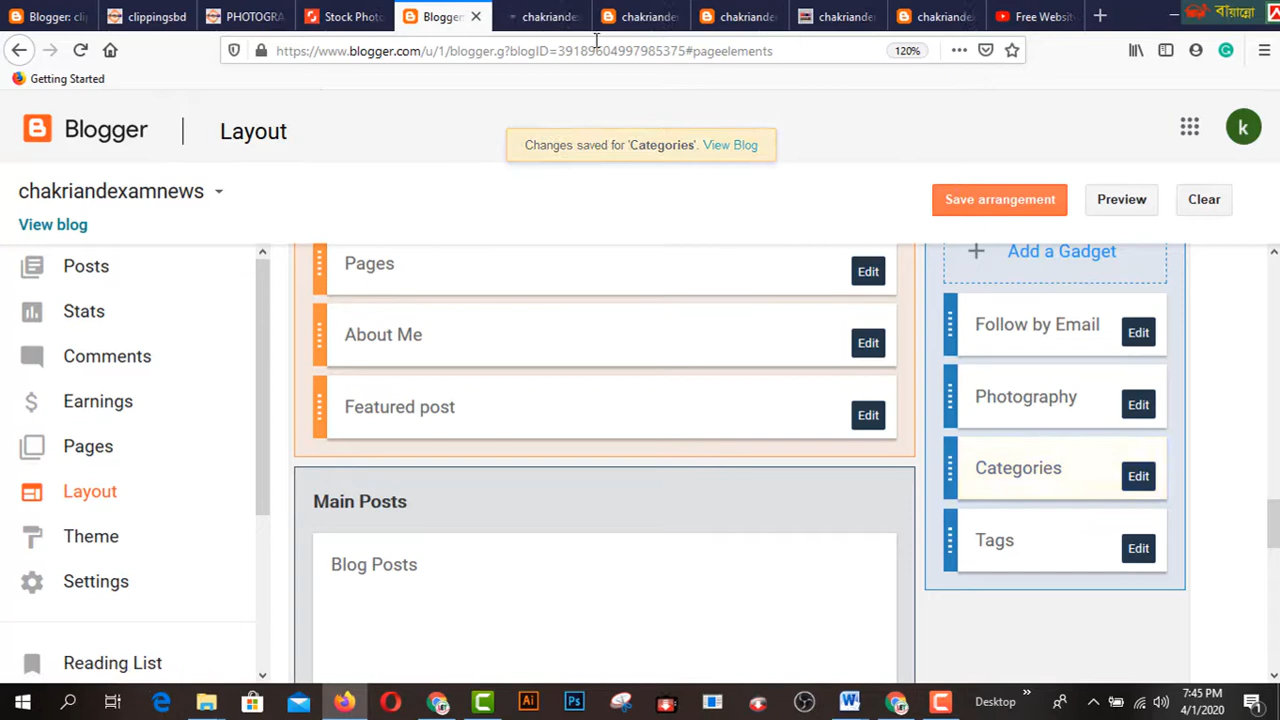 Blogger: cli
clippingsbd
PHOTOGRA
Stock Photo
Blogger:
chakriande
chakriande
chakriande
chakriande
chakriande
Free Websit
বায়ান্নো
https://www.blogger.com/u/1/blogger.g?blogID=3918960499798537 5#pageelements
120%
Getting Started
Blogger
Layout
Changes saved for 'Categories'. View Blog
k
chakriandexamnews
View blog
Save arrangement
Preview
Clear
Posts
Stats
Comments
Earnings
Pages
Layout
Theme
Settings
Reading List
Pages
Edit
About Me
Edit
Featured post
Edit
Main Posts
Blog Posts
Add a Gadget
Follow by Email
Edit
Photography
Edit
Categories
Edit
Tags
Edit
Desktop
7:45 PM
4/1/2020